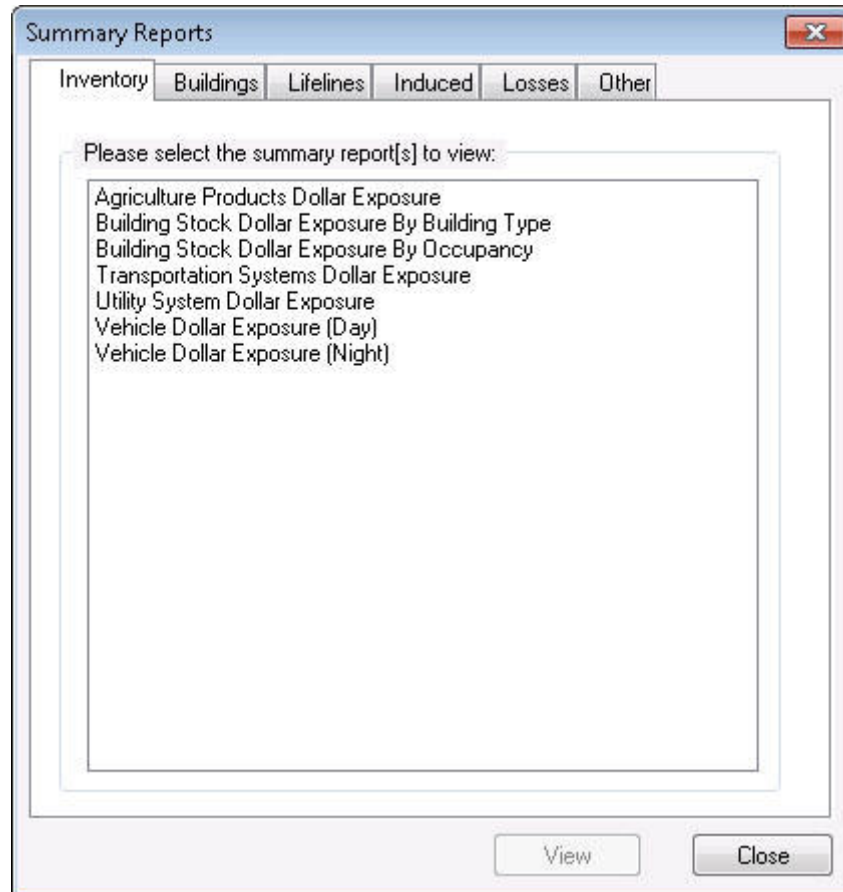 Summary Reports
Inventory Buildings Lifelines Induced Losses Other
Please select the summary report[s] to view:
Agriculture Products Dollar Exposure
Building Stock Dollar Exposure By Building Type
Building Stock Dollar Exposure By Occupancy
Transportation Systems Dollar Exposure
Utility System Dollar Exposure
Vehicle Dollar Exposure (Day)
Vehicle Dollar Exposure (Night)
View Close